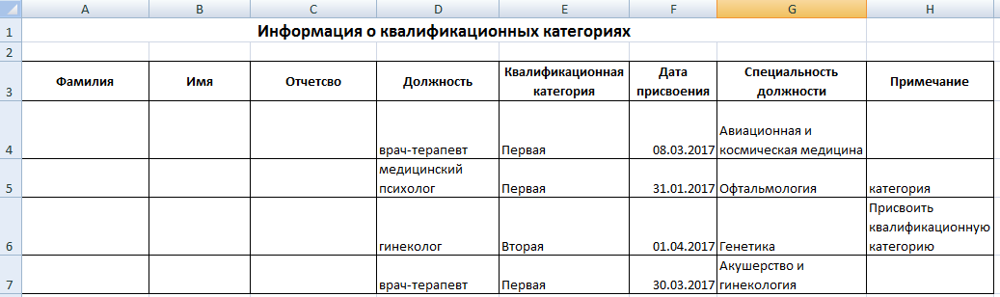 A B C D E F G H
1 Информация о квалификационных категориях
2
3 Фамилия Имя Отчетсво Должность Квалификационная категория Дата присвоения Специальность должности Примечание
4 врач-терапевт Первая 08.03.2017 Авиационная и космическая медицина
5 медицинский психолог Первая 31.01.2017 Офтальмология категория
6 гинеколог Вторая 01.04.2017 Генетика Присвоить квалификационную категорию
7 врач-терапевт Первая 30.03.2017 Акушерство и гинекология